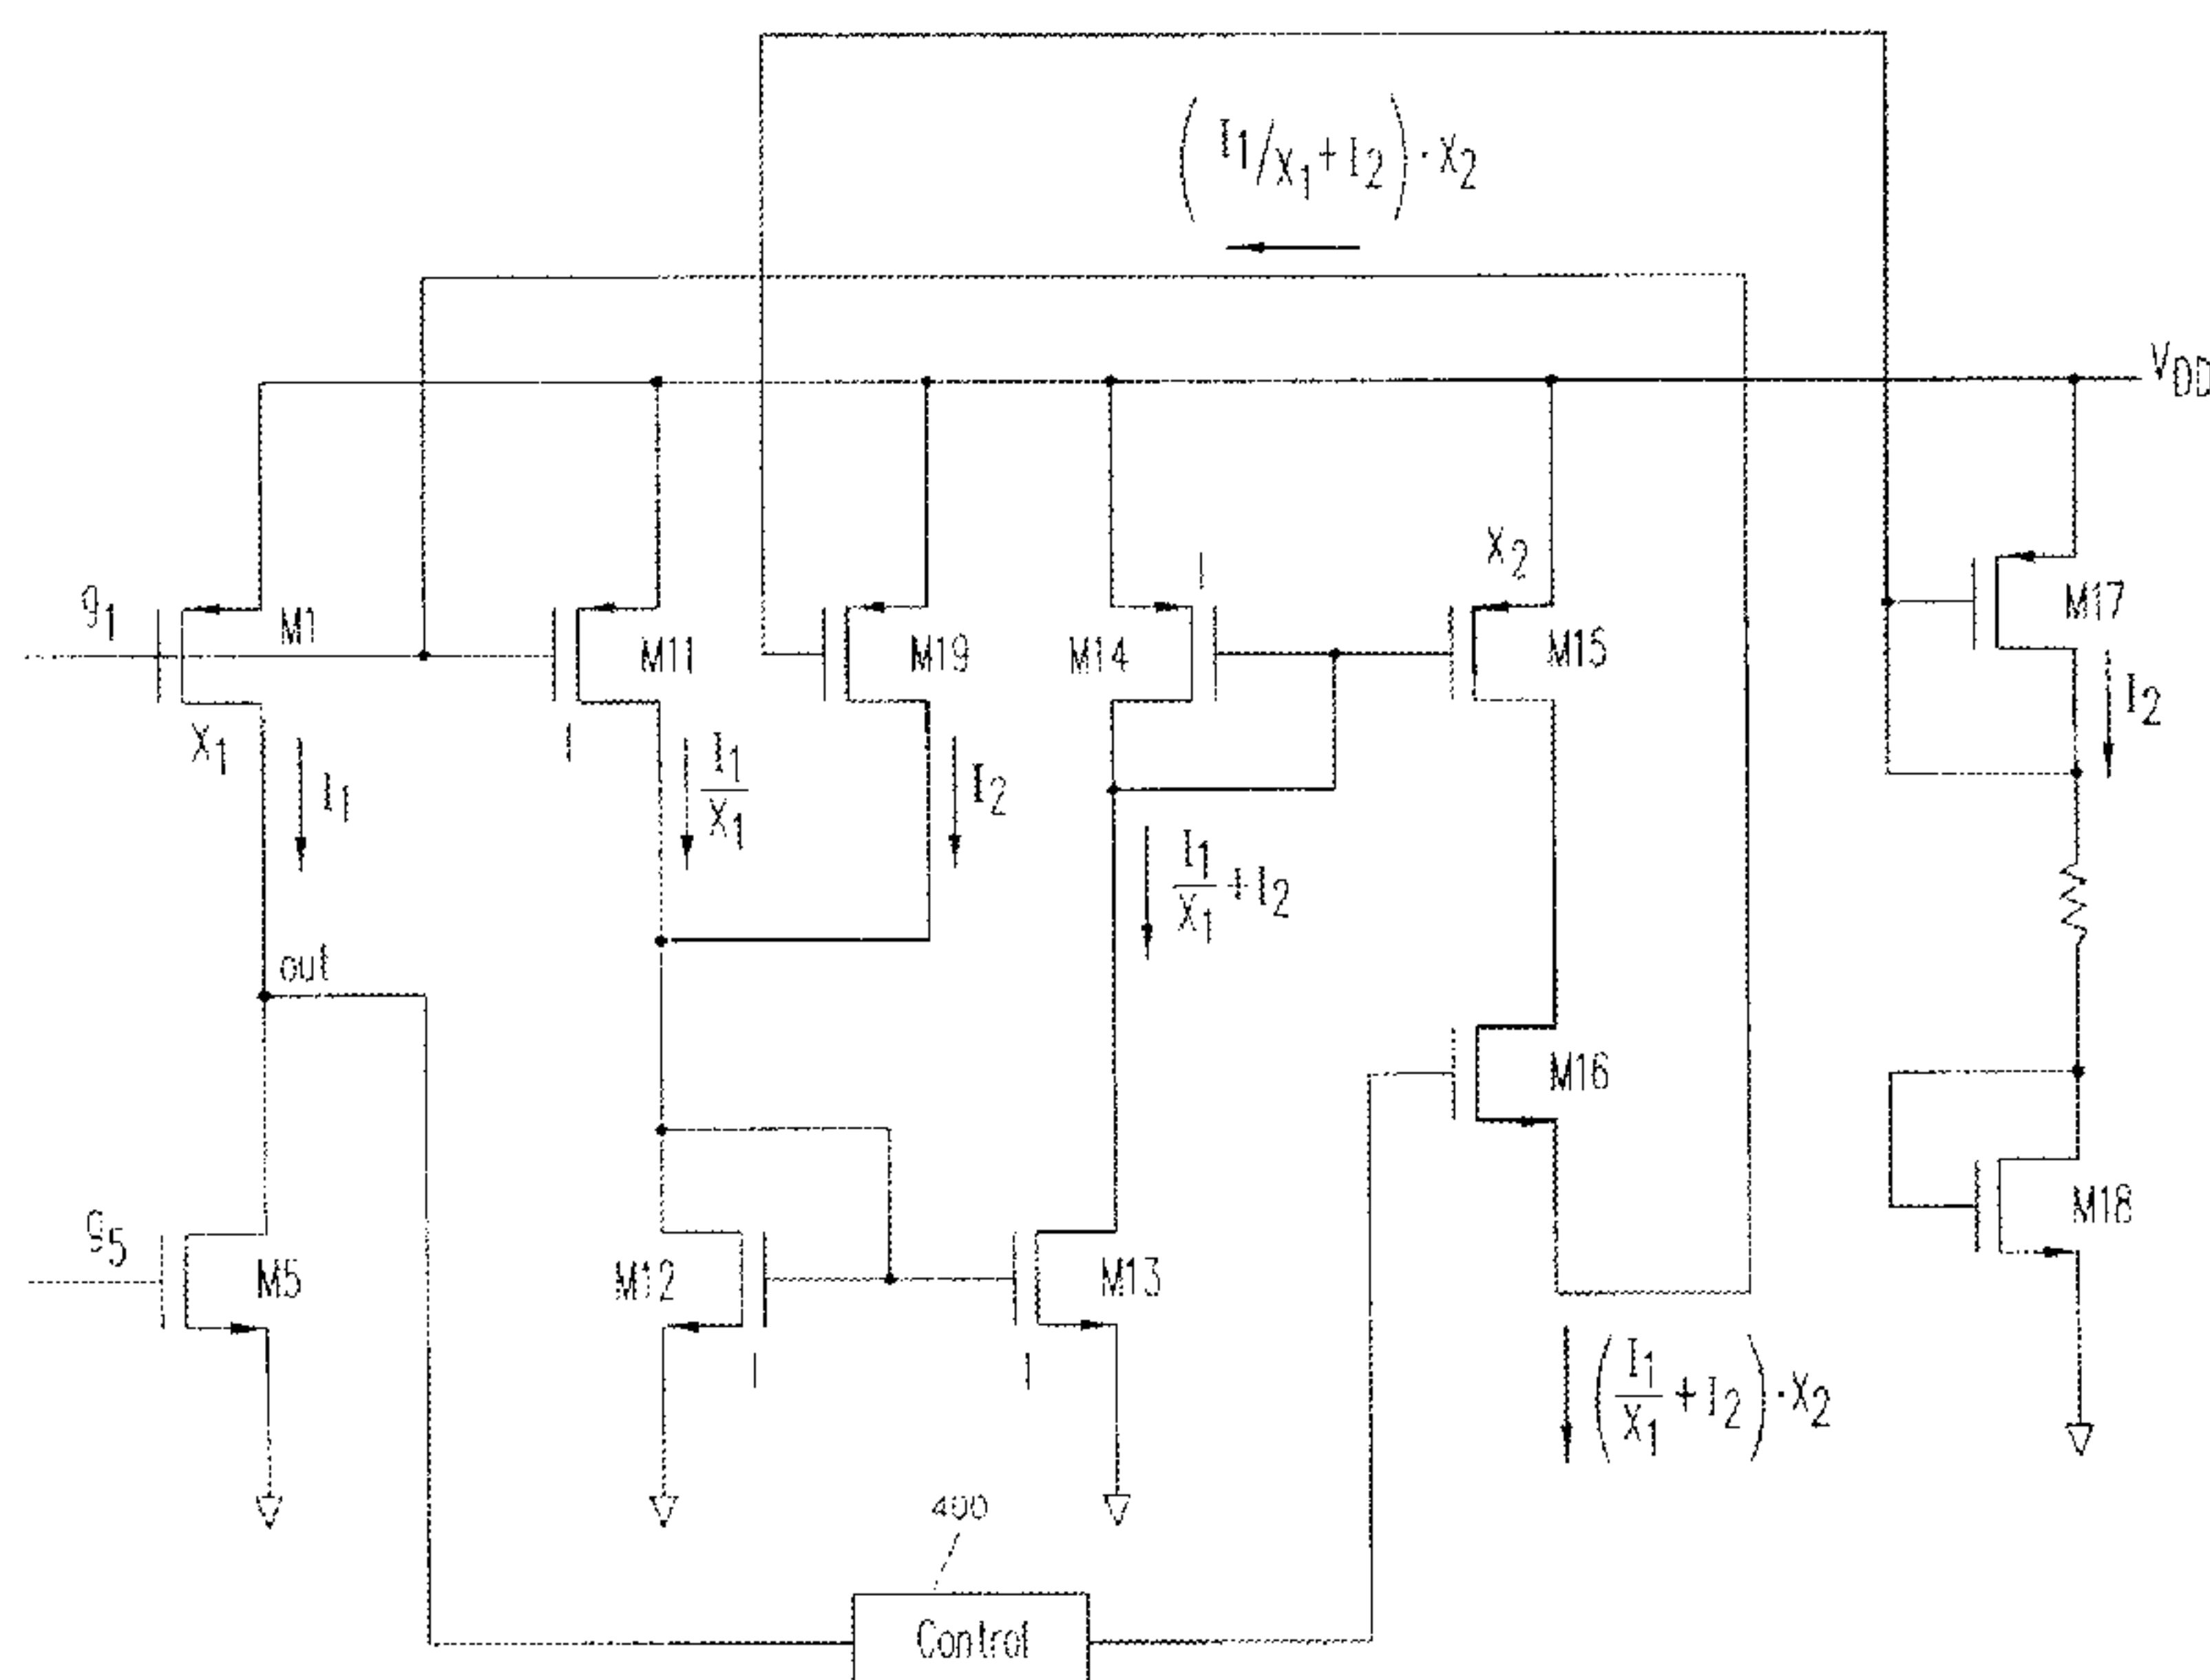 (I1/X1+I2)·X2
VDD
g1
M1
X1
I1
M11
1
I1/X1
M19
I2
M14
1
I1/X1+I2
X2
M15
M17
I2
out
g5
M5
M12
1
M13
1
M16
(I1/X1+I2)·X2
M18
400
Control